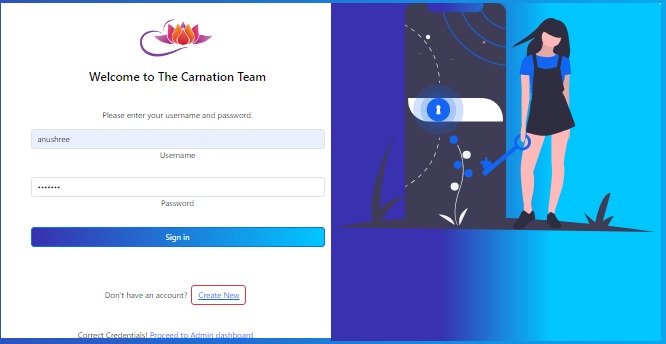 Welcome to The Carnation Team
Please enter your username and password.
anushree
Username
•••••••
Password
Sign in
Don't have an account? Create New
Correct Credentials! Proceed to Admin dashboard